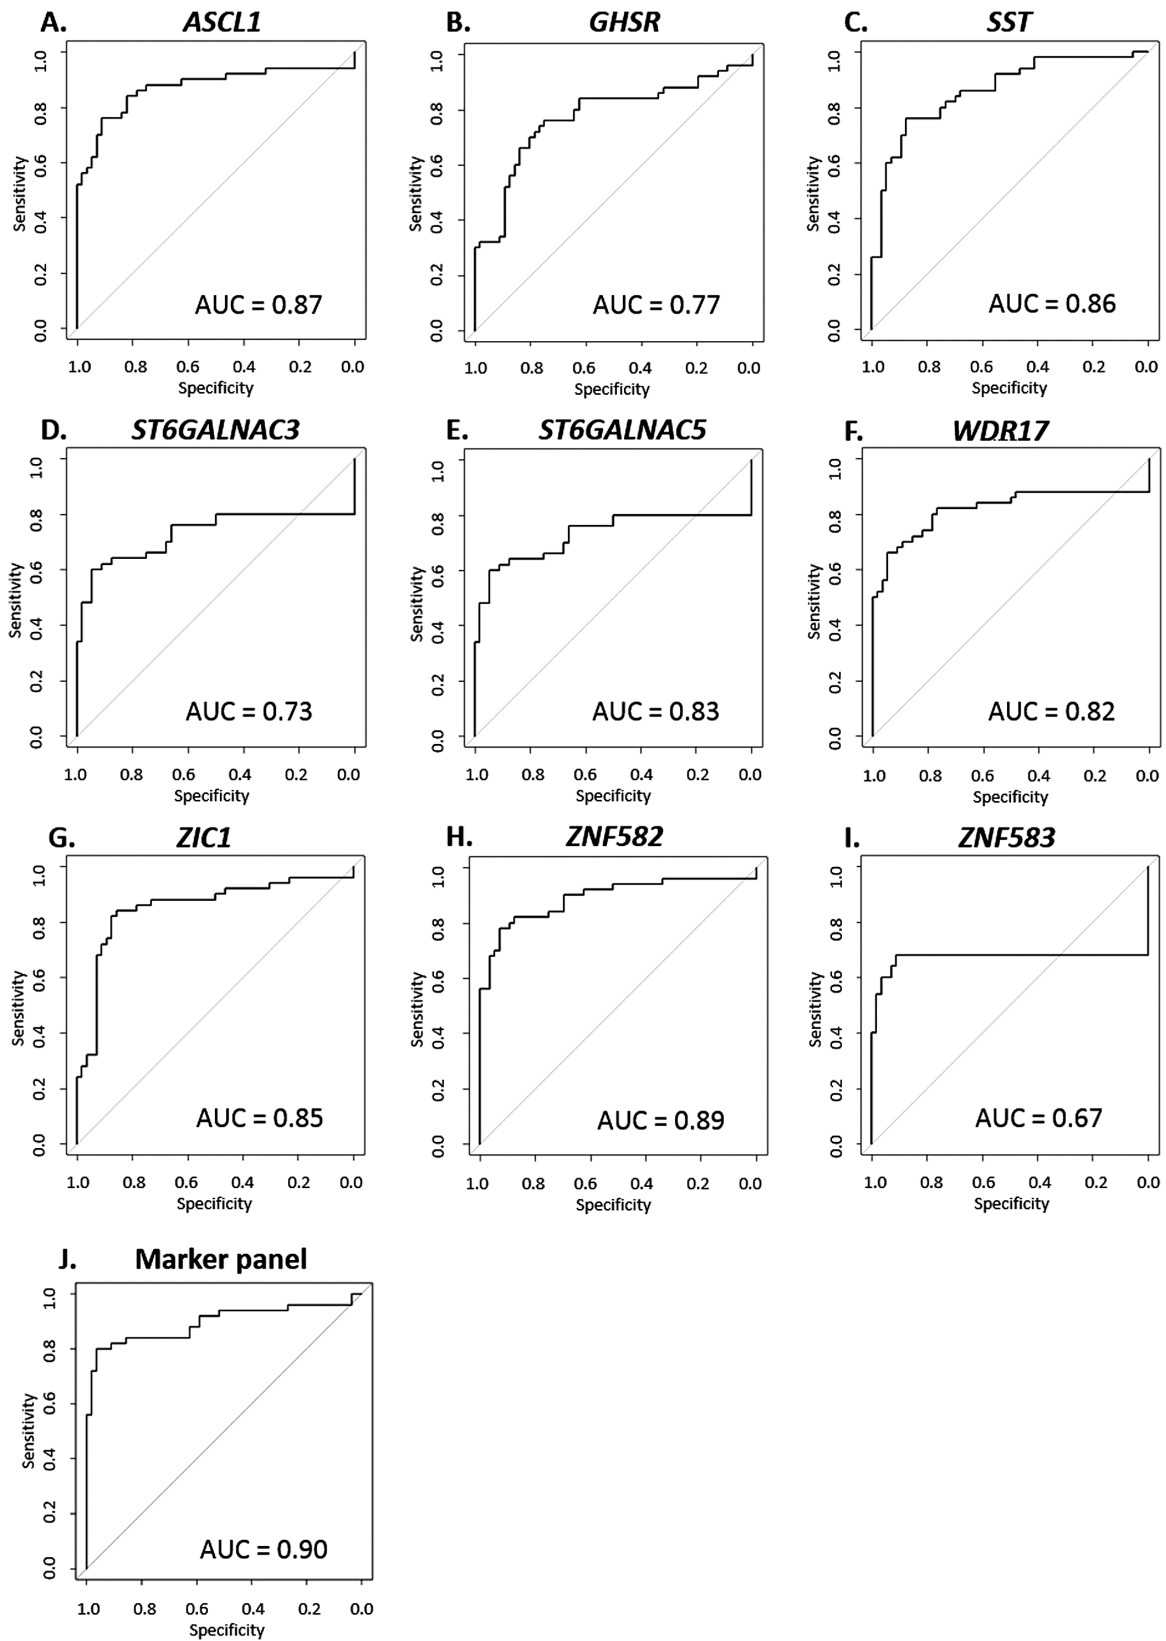 A. ASCL1
1.0
0.8
0.6
0.4
0.2
0.0
Sensitivity
AUC = 0.87
1.0 0.8 0.6 0.4 0.2 0.0
Specificity
B. GHSR
1.0
0.8
0.6
0.4
0.2
0.0
Sensitivity
AUC = 0.77
1.0 0.8 0.6 0.4 0.2 0.0
Specificity
C. SST
1.0
0.8
0.6
0.4
0.2
0.0
Sensitivity
AUC = 0.86
1.0 0.8 0.6 0.4 0.2 0.0
Specificity
D. ST6GALNAC3
1.0
0.8
0.6
0.4
0.2
0.0
Sensitivity
AUC = 0.73
1.0 0.8 0.6 0.4 0.2 0.0
Specificity
E. ST6GALNAC5
1.0
0.8
0.6
0.4
0.2
0.0
Sensitivity
AUC = 0.83
1.0 0.8 0.6 0.4 0.2 0.0
Specificity
F. WDR17
1.0
0.8
0.6
0.4
0.2
0.0
Sensitivity
AUC = 0.82
1.0 0.8 0.6 0.4 0.2 0.0
Specificity
G. ZIC1
1.0
0.8
0.6
0.4
0.2
0.0
Sensitivity
AUC = 0.85
1.0 0.8 0.6 0.4 0.2 0.0
Specificity
H. ZNF582
1.0
0.8
0.6
0.4
0.2
0.0
Sensitivity
AUC = 0.89
1.0 0.8 0.6 0.4 0.2 0.0
Specificity
I. ZNF583
1.0
0.8
0.6
0.4
0.2
0.0
Sensitivity
AUC = 0.67
1.0 0.8 0.6 0.4 0.2 0.0
Specificity
J. Marker panel
1.0
0.8
0.6
0.4
0.2
0.0
Sensitivity
AUC = 0.90
1.0 0.8 0.6 0.4 0.2 0.0
Specificity